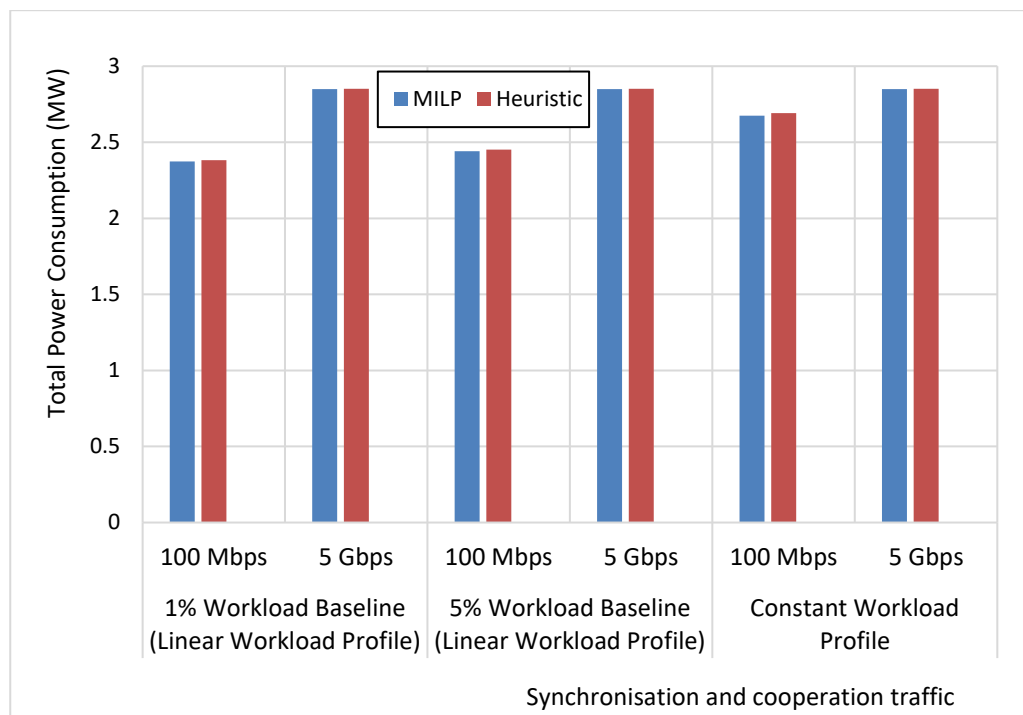 Total Power Consumption (MW)
3
2.5
2
1.5
1
0.5
0
MILP Heuristic
100 Mbps 5 Gbps 100 Mbps 5 Gbps 100 Mbps 5 Gbps
1% Workload Baseline 5% Workload Baseline Constant Workload
(Linear Workload Profile) (Linear Workload Profile) Profile
Synchronisation and cooperation traffic